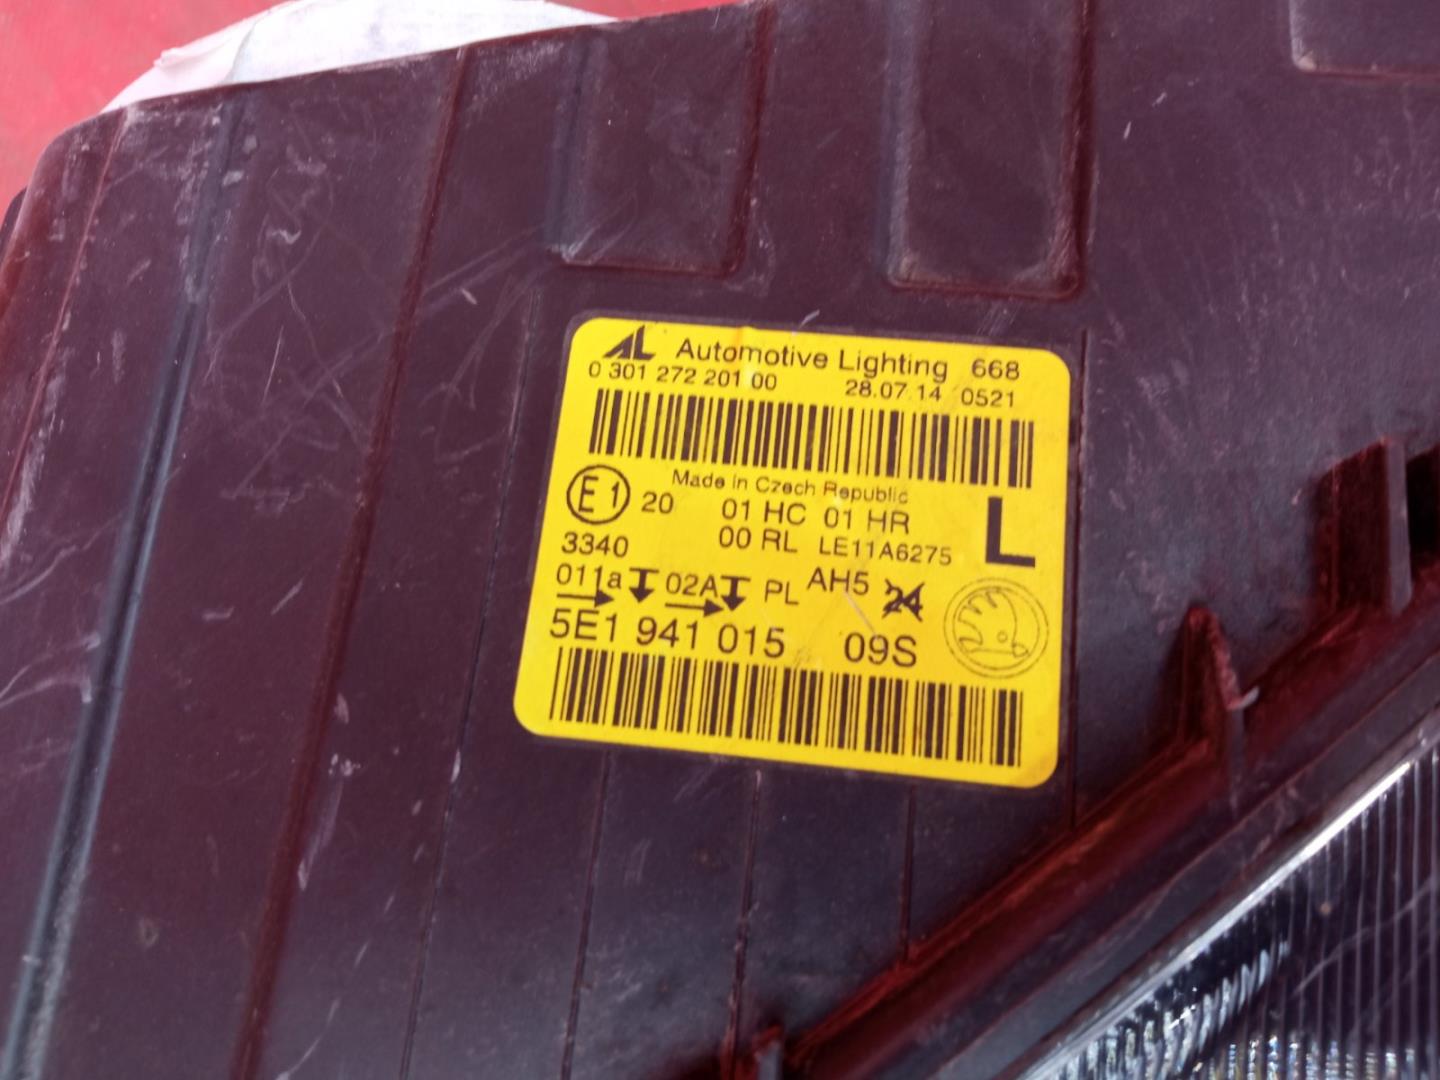 AL Automotive Lighting 668
0 301 272 201 00 28.07.14 0521
Made in Czech Republic
E1 20 01 HC 01 HR L
3340 00 RL LE11A6275
011a 02A PL AH5 24
5E1 941 015 09S